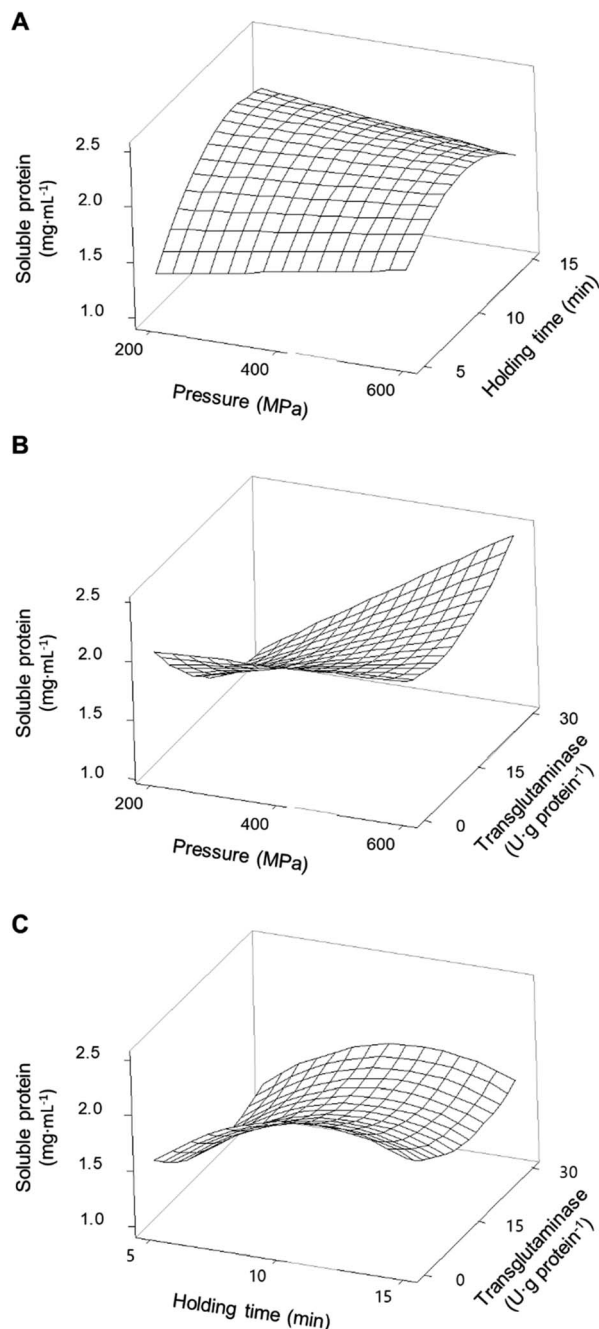 A
2.5
2.0
1.5
1.0
Soluble protein
(mg·mL⁻¹)
200
400
600
Pressure (MPa)
5
10
15
Holding time (min)
B
2.5
2.0
1.5
1.0
Soluble protein
(mg·mL⁻¹)
200
400
600
Pressure (MPa)
0
15
30
Transglutaminase
(U·g protein⁻¹)
C
2.5
2.0
1.5
1.0
Soluble protein
(mg·mL⁻¹)
5
10
15
Holding time (min)
0
15
30
Transglutaminase
(U·g protein⁻¹)